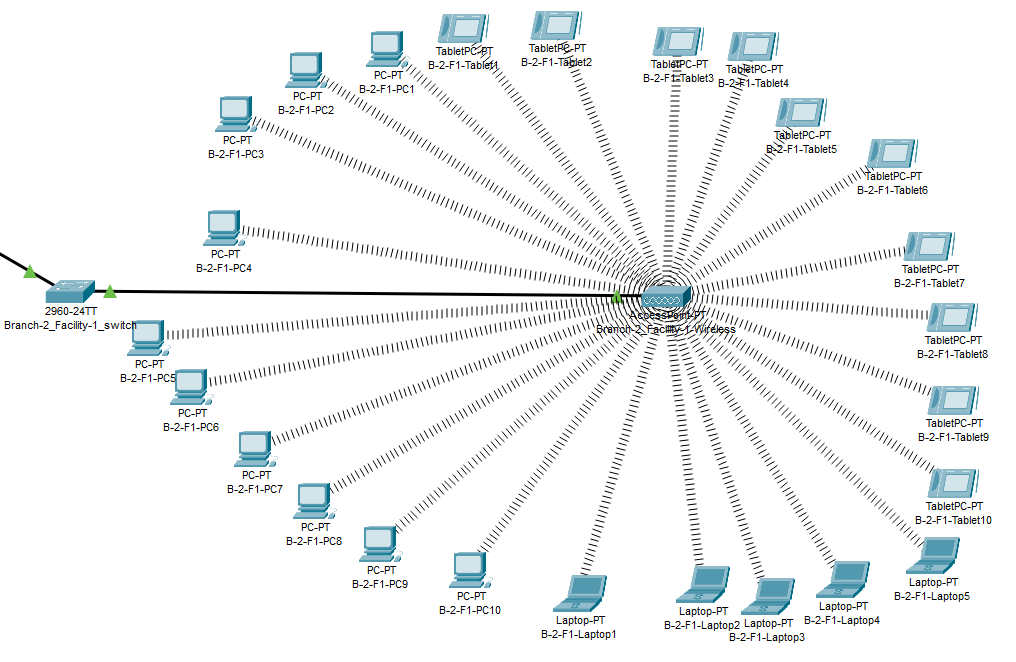 TabletPC-PT
B-2-F1-Tablet1
TabletPC-PT
B-2-F1-Tablet2
TabletPC-PT
B-2-F1-Tablet3
TabletPC-PT
B-2-F1-Tablet4
PC-PT
B-2-F1-PC1
PC-PT
B-2-F1-PC2
PC-PT
B-2-F1-PC3
TabletPC-PT
B-2-F1-Tablet5
TabletPC-PT
B-2-F1-Tablet6
PC-PT
B-2-F1-PC4
TabletPC-PT
B-2-F1-Tablet7
2960-24TT
Branch-2_Facility-1_switch
AccessPoint-PT
Branch-2_Facility-1-Wireless
TabletPC-PT
B-2-F1-Tablet8
PC-PT
B-2-F1-PC5
PC-PT
B-2-F1-PC6
TabletPC-PT
B-2-F1-Tablet9
PC-PT
B-2-F1-PC7
TabletPC-PT
B-2-F1-Tablet10
PC-PT
B-2-F1-PC8
PC-PT
B-2-F1-PC9
PC-PT
B-2-F1-PC10
Laptop-PT
B-2-F1-Laptop1
Laptop-PT
B-2-F1-Laptop2
Laptop-PT
B-2-F1-Laptop3
Laptop-PT
B-2-F1-Laptop4
Laptop-PT
B-2-F1-Laptop5